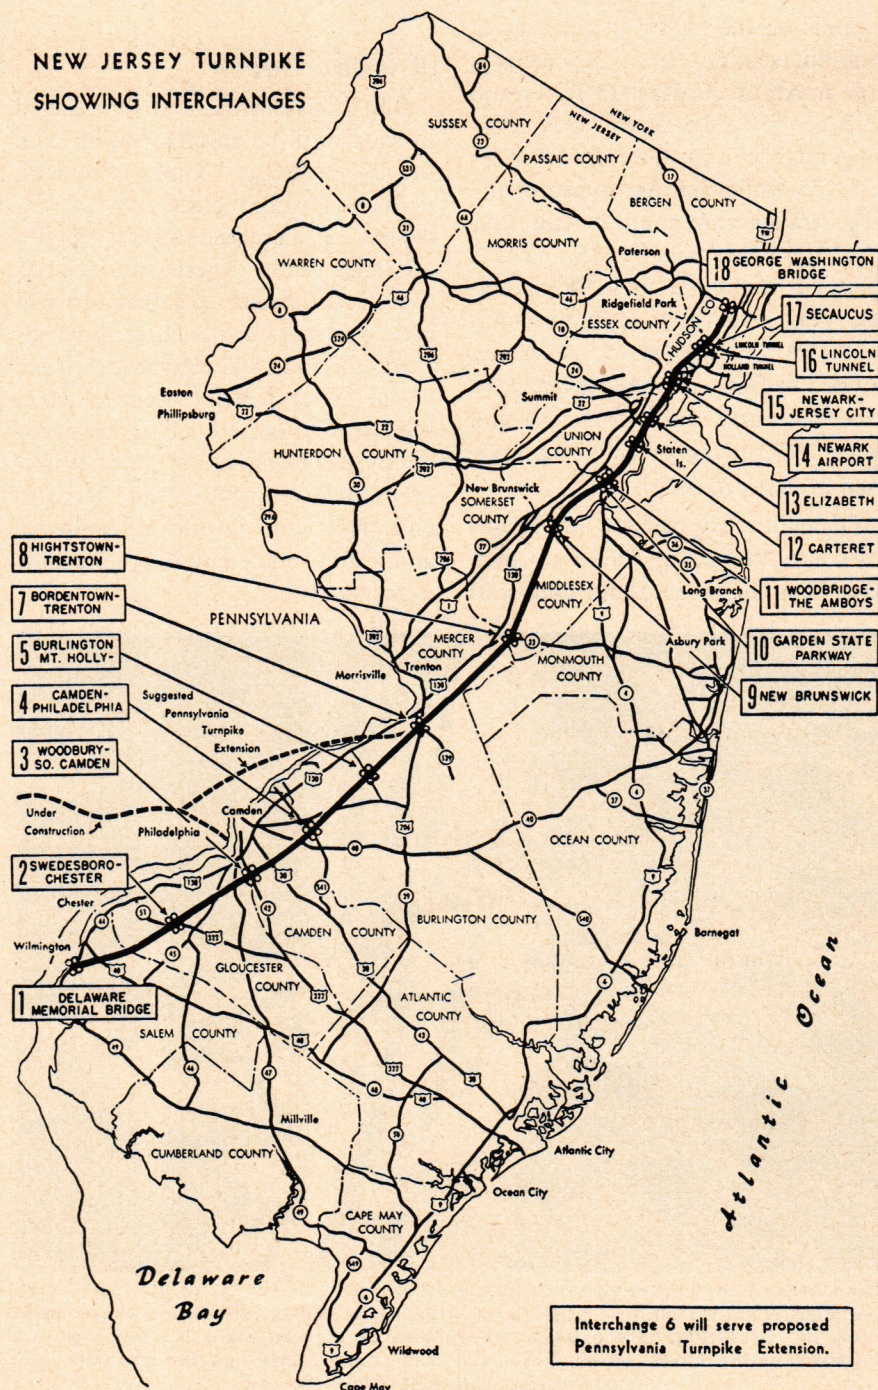 NEW JERSEY TURNPIKE
SHOWING INTERCHANGES
NEW YORK
NEW JERSEY
SUSSEX COUNTY
PASSAIC COUNTY
BERGEN COUNTY
WARREN COUNTY
MORRIS COUNTY
Paterson
18 GEORGE WASHINGTON
BRIDGE
Ridgefield Park
ESSEX COUNTY
HUDSON CO
17 SECAUCUS
LINCOLN TUNNEL
HOLLAND TUNNEL
16 LINCOLN
TUNNEL
Easton
Phillipsburg
Summit
15 NEWARK-
JERSEY CITY
UNION
COUNTY
HUNTERDON COUNTY
Staten
Is.
14 NEWARK
AIRPORT
New Brunswick
SOMERSET
COUNTY
13 ELIZABETH
12 CARTERET
8 HIGHTSTOWN-
TRENTON
MIDDLESEX
COUNTY
Long Branch
11 WOODBRIDGE-
THE AMBOYS
7 BORDENTOWN-
TRENTON
PENNSYLVANIA
MERCER
COUNTY
Asbury Park
10 GARDEN STATE
PARKWAY
5 BURLINGTON
MT. HOLLY-
Morrisville
Trenton
MONMOUTH
COUNTY
9 NEW BRUNSWICK
4 CAMDEN-
PHILADELPHIA
Suggested
Pennsylvania
Turnpike
Extension
3 WOODBURY-
SO. CAMDEN
Under
Construction
Camden
Philadelphia
OCEAN COUNTY
2 SWEDESBORO-
CHESTER
Chester
Wilmington
BURLINGTON COUNTY
CAMDEN COUNTY
Barnegat
GLOUCESTER
COUNTY
1 DELAWARE
MEMORIAL BRIDGE
ATLANTIC
COUNTY
SALEM COUNTY
Atlantic Ocean
Millville
CUMBERLAND COUNTY
Atlantic City
Ocean City
CAPE MAY
COUNTY
Delaware
Bay
Interchange 6 will serve proposed
Pennsylvania Turnpike Extension.
Wildwood
Cape May